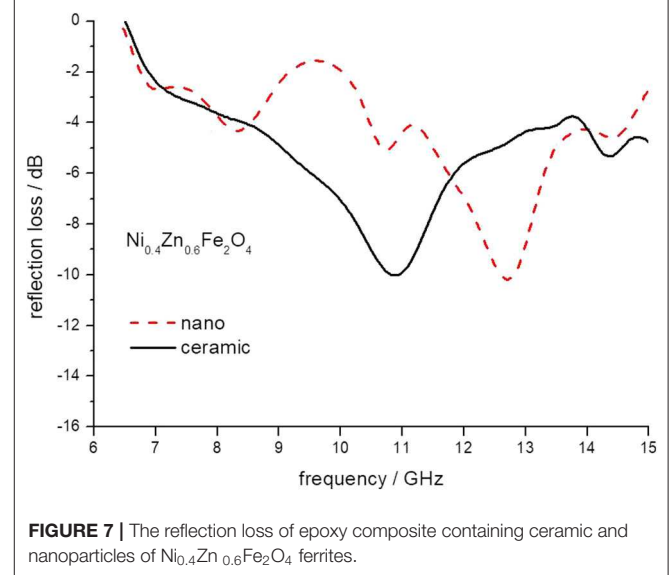 0
-2
-4
-6
-8
-10
-12
-14
-16
reflection loss / dB
Ni0.4Zn0.6Fe2O4
nano
ceramic
6 7 8 9 10 11 12 13 14 15
frequency / GHz
FIGURE 7 | The reflection loss of epoxy composite containing ceramic and
nanoparticles of Ni0.4Zn 0.6Fe2O4 ferrites.